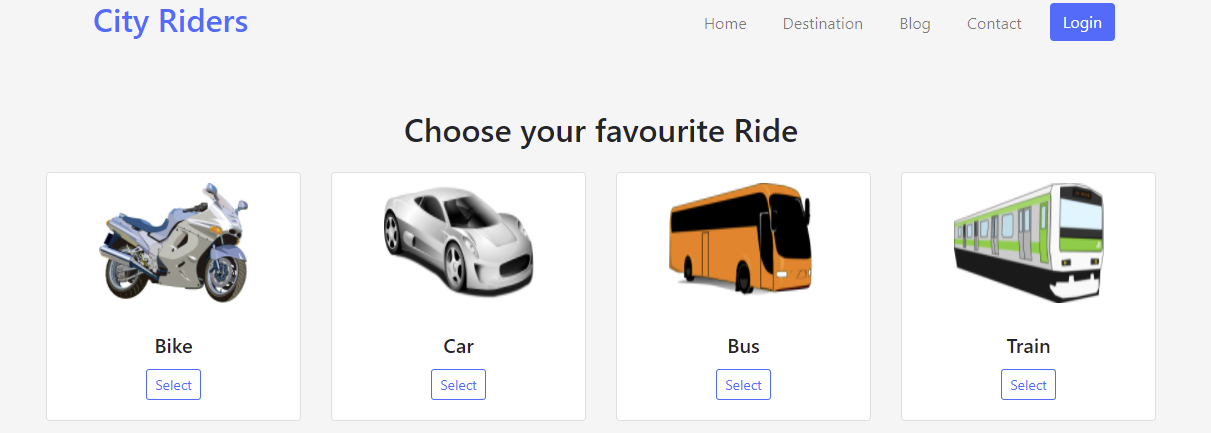 City Riders
Home Destination Blog Contact Login
Choose your favourite Ride
Bike Car Bus Train
Select Select Select Select